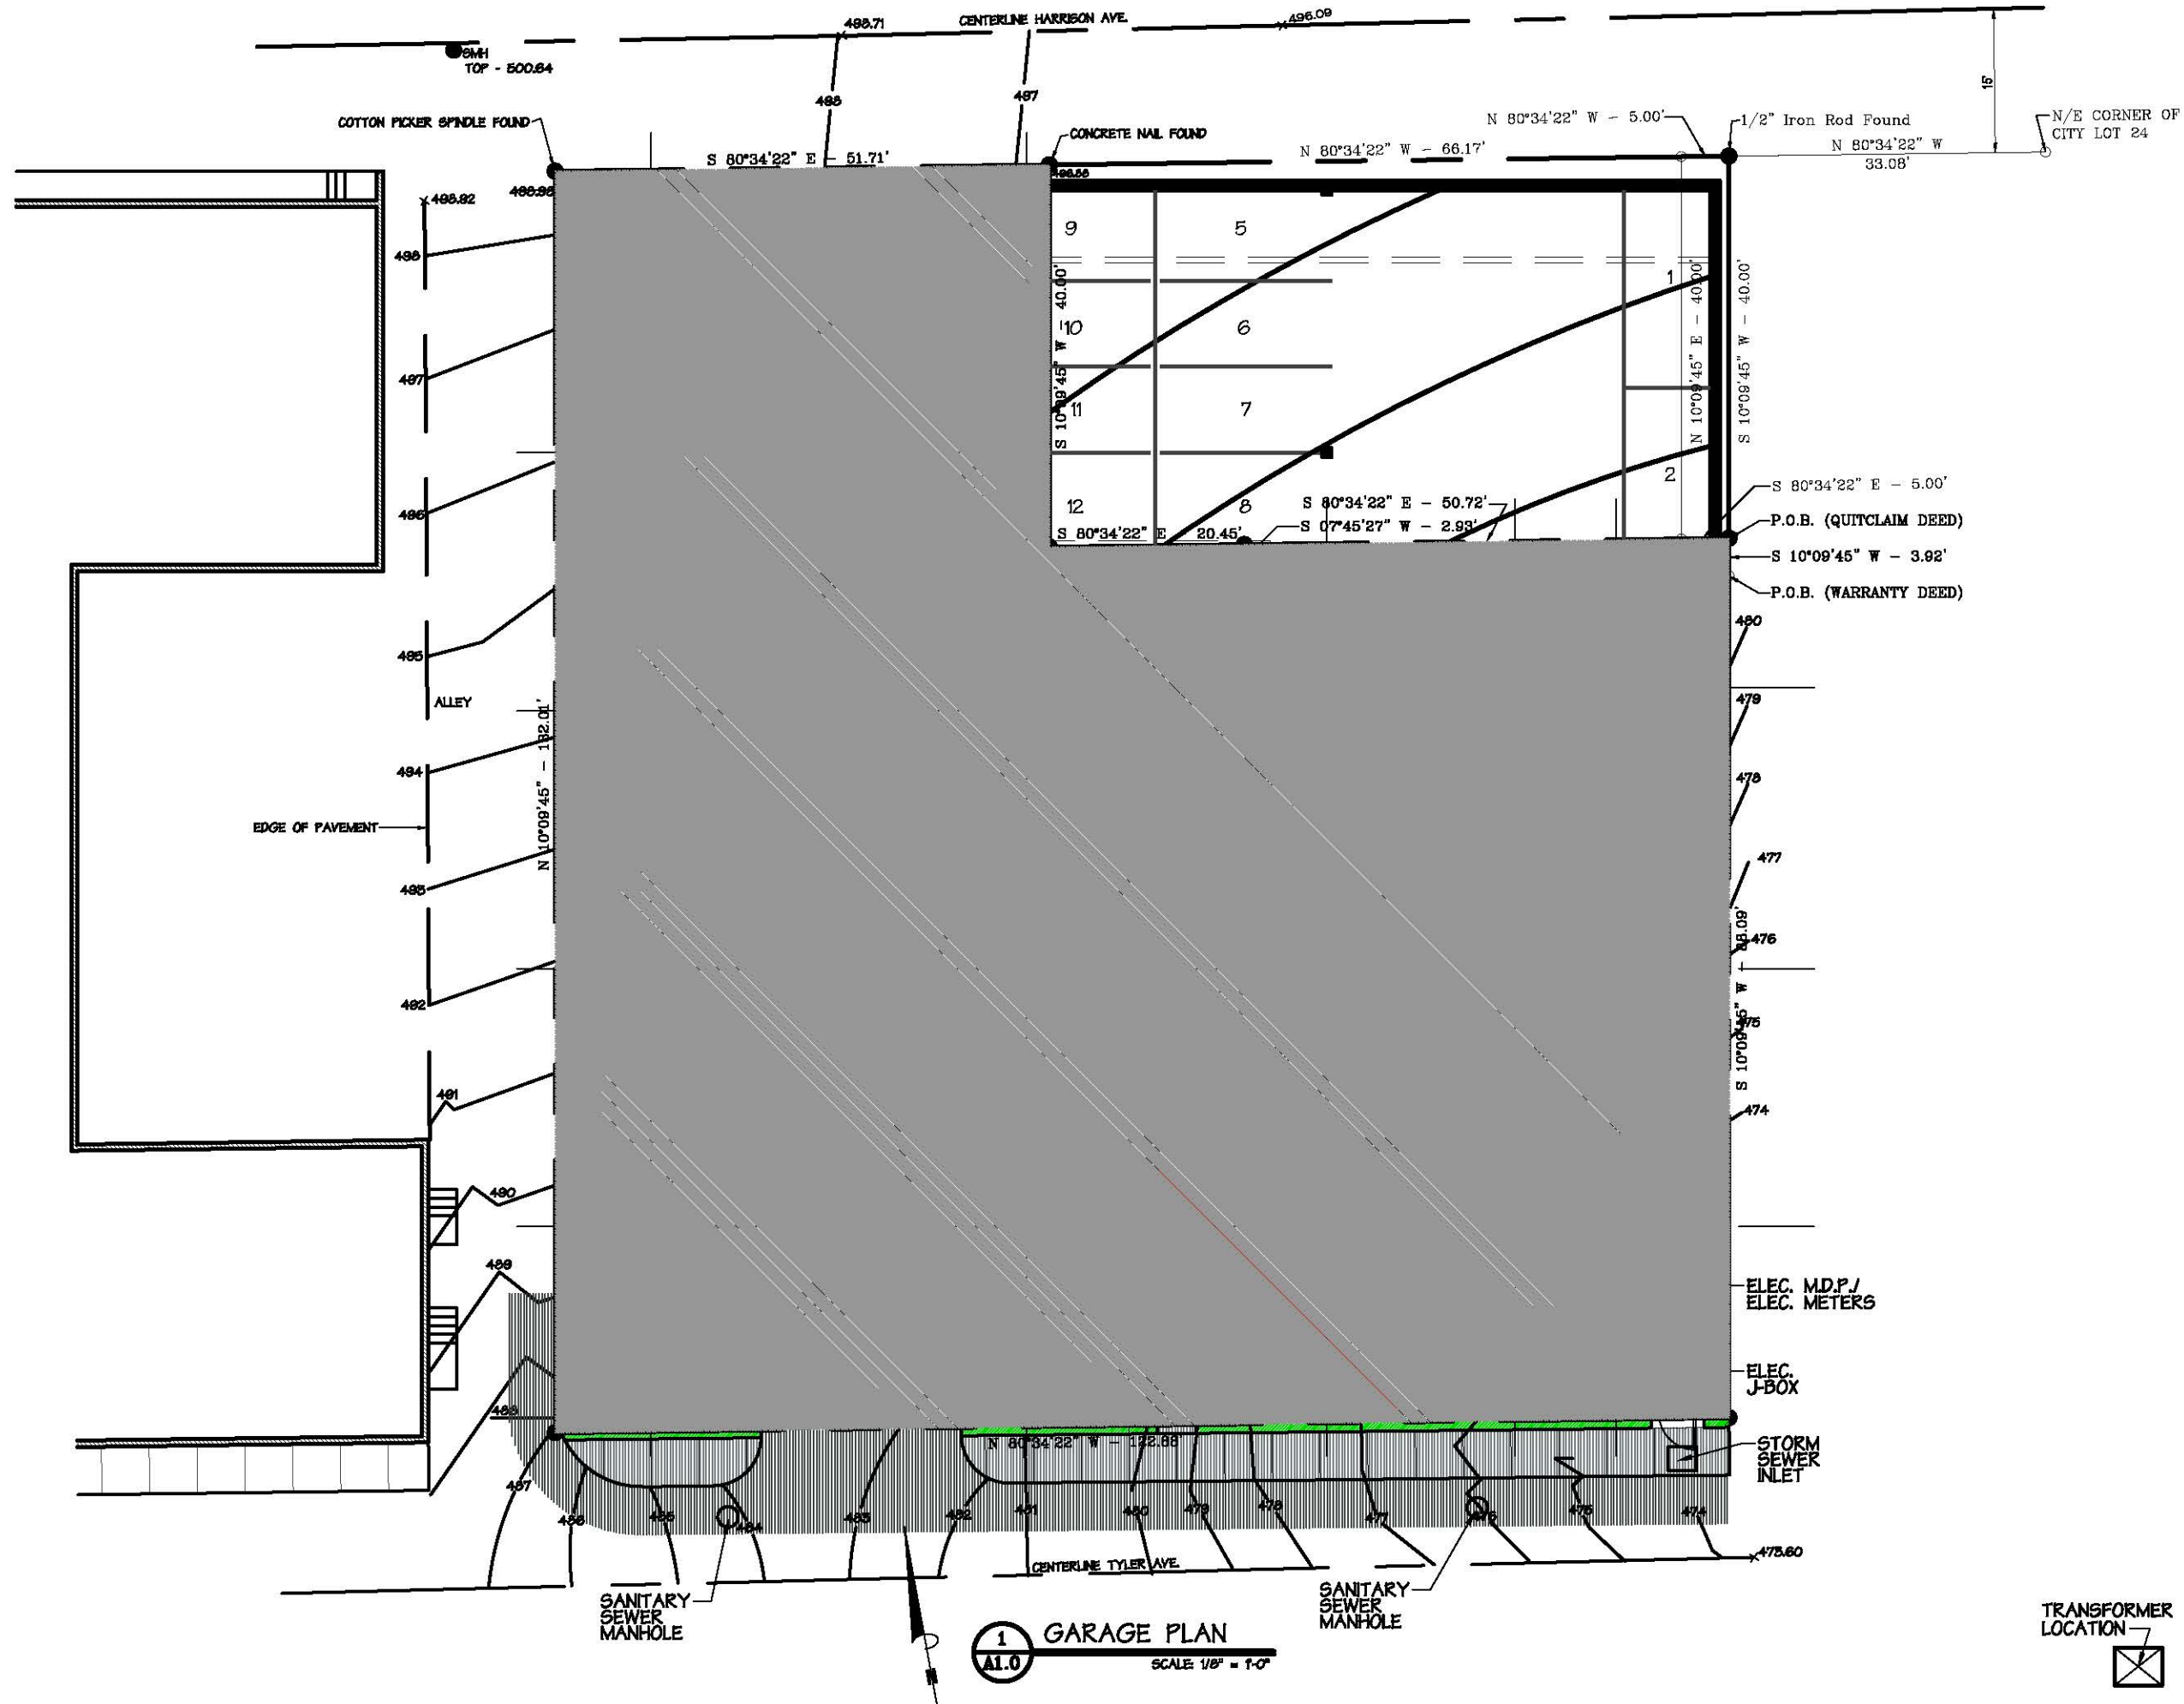 498.71
CENTERLINE HARRISON AVE.
496.09
SMH
TOP - 500.64
15'
498
497
COTTON PICKER SPINDLE FOUND
CONCRETE NAIL FOUND
N 80°34'22" W - 5.00'
1/2" Iron Rod Found
N/E CORNER OF
CITY LOT 24
S 80°34'22" E - 51.71'
N 80°34'22" W - 66.17'
N 80°34'22" W
33.08'
498.92
9
5
498
S 10°09'45" W - 40.00'
1
N 10°09'45" E - 40.00'
S 10°09'45" W - 40.00'
10
6
497
11
7
2
496
12
8
S 80°34'22" E - 50.72'
S 80°34'22" E - 5.00'
S 80°34'22" E 20.45'
S 07°45'27" W - 2.93'
P.O.B. (QUITCLAIM DEED)
S 10°09'45" W - 3.92'
P.O.B. (WARRANTY DEED)
480
495
ALLEY
479
N 10°09'45" - 132.01'
494
478
EDGE OF PAVEMENT
477
493
S 10°09'45" W - 88.09'
476
492
475
491
474
490
489
ELEC. M.D.P./
ELEC. METERS
ELEC.
J-BOX
488
N 80°34'22" W - 122.88'
STORM
SEWER
INLET
487
486
485
484
483
482
481
480
479
478
477
476
475
474
CENTERLINE TYLER AVE.
473.60
SANITARY
SEWER
MANHOLE
SANITARY
SEWER
MANHOLE
N
1
A1.0
GARAGE PLAN
SCALE: 1/8" = 1'-0"
TRANSFORMER
LOCATION